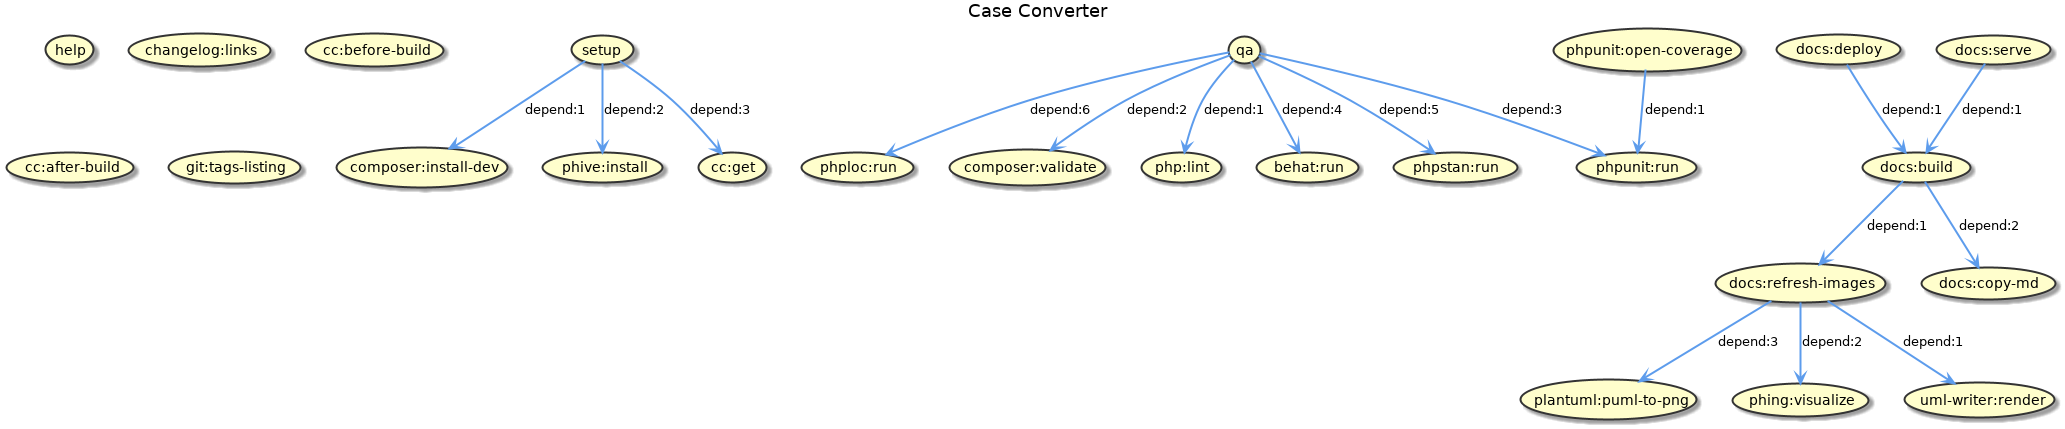 Case Converter
help
changelog:links
cc:before-build
setup
qa
phpunit:open-coverage
docs:deploy
docs:serve
depend:1
depend:2
depend:3
depend:6
depend:2
depend:1
depend:4
depend:5
depend:3
depend:1
depend:1
depend:1
cc:after-build
git:tags-listing
composer:install-dev
phive:install
cc:get
phploc:run
composer:validate
php:lint
behat:run
phpstan:run
phpunit:run
docs:build
depend:1
depend:2
docs:refresh-images
docs:copy-md
depend:3
depend:2
depend:1
plantuml:puml-to-png
phing:visualize
uml-writer:render